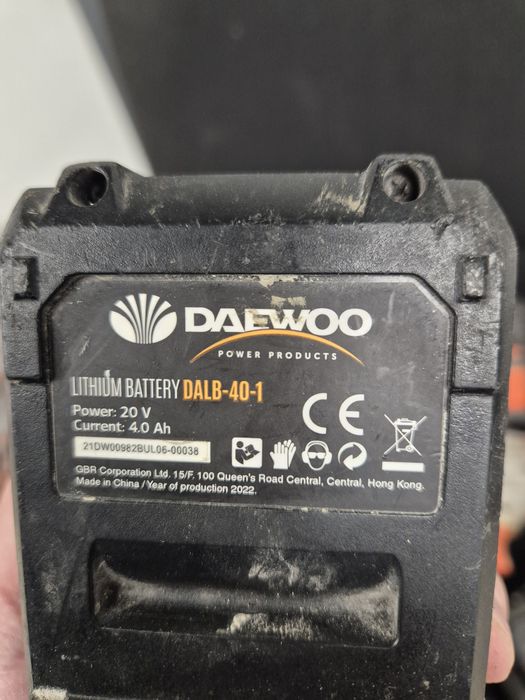 DAEWOO
POWER PRODUCTS
LITHIUM BATTERY DALB-40-1
Power: 20 V
Current: 4.0 Ah
CE
21DW00982BUL06-00038
GBR Corporation Ltd. 15/F. 100 Queen's Road Central, Central, Hong Kong.
Made in China / Year of production 2022.